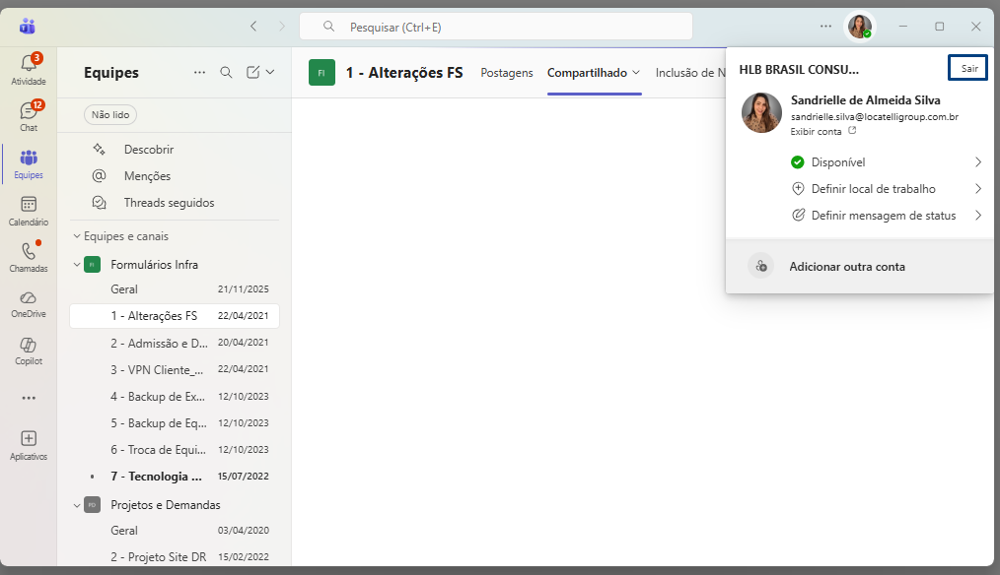 Pesquisar (Ctrl+E)
3
Atividade
12
Chat
Equipes
Calendário
Chamadas
OneDrive
Copilot
Aplicativos
Equipes
Não lido
Descobrir
Menções
Threads seguidos
Equipes e canais
FI Formulários Infra
Geral 21/11/2025
1 - Alterações FS 22/04/2021
2 - Admissão e D... 20/04/2021
3 - VPN Cliente_... 22/04/2021
4 - Backup de Ex... 12/10/2023
5 - Backup de Eq... 12/10/2023
6 - Troca de Equi... 12/10/2023
7 - Tecnologia ... 15/07/2022
PD Projetos e Demandas
Geral 03/04/2020
2 - Projeto Site DR 15/02/2022
FI 1 - Alterações FS Postagens Compartilhado Inclusão de N
HLB BRASIL CONSU... Sair
Sandrielle de Almeida Silva
sandrielle.silva@locatelligroup.com.br
Exibir conta
Disponível
Definir local de trabalho
Definir mensagem de status
Adicionar outra conta